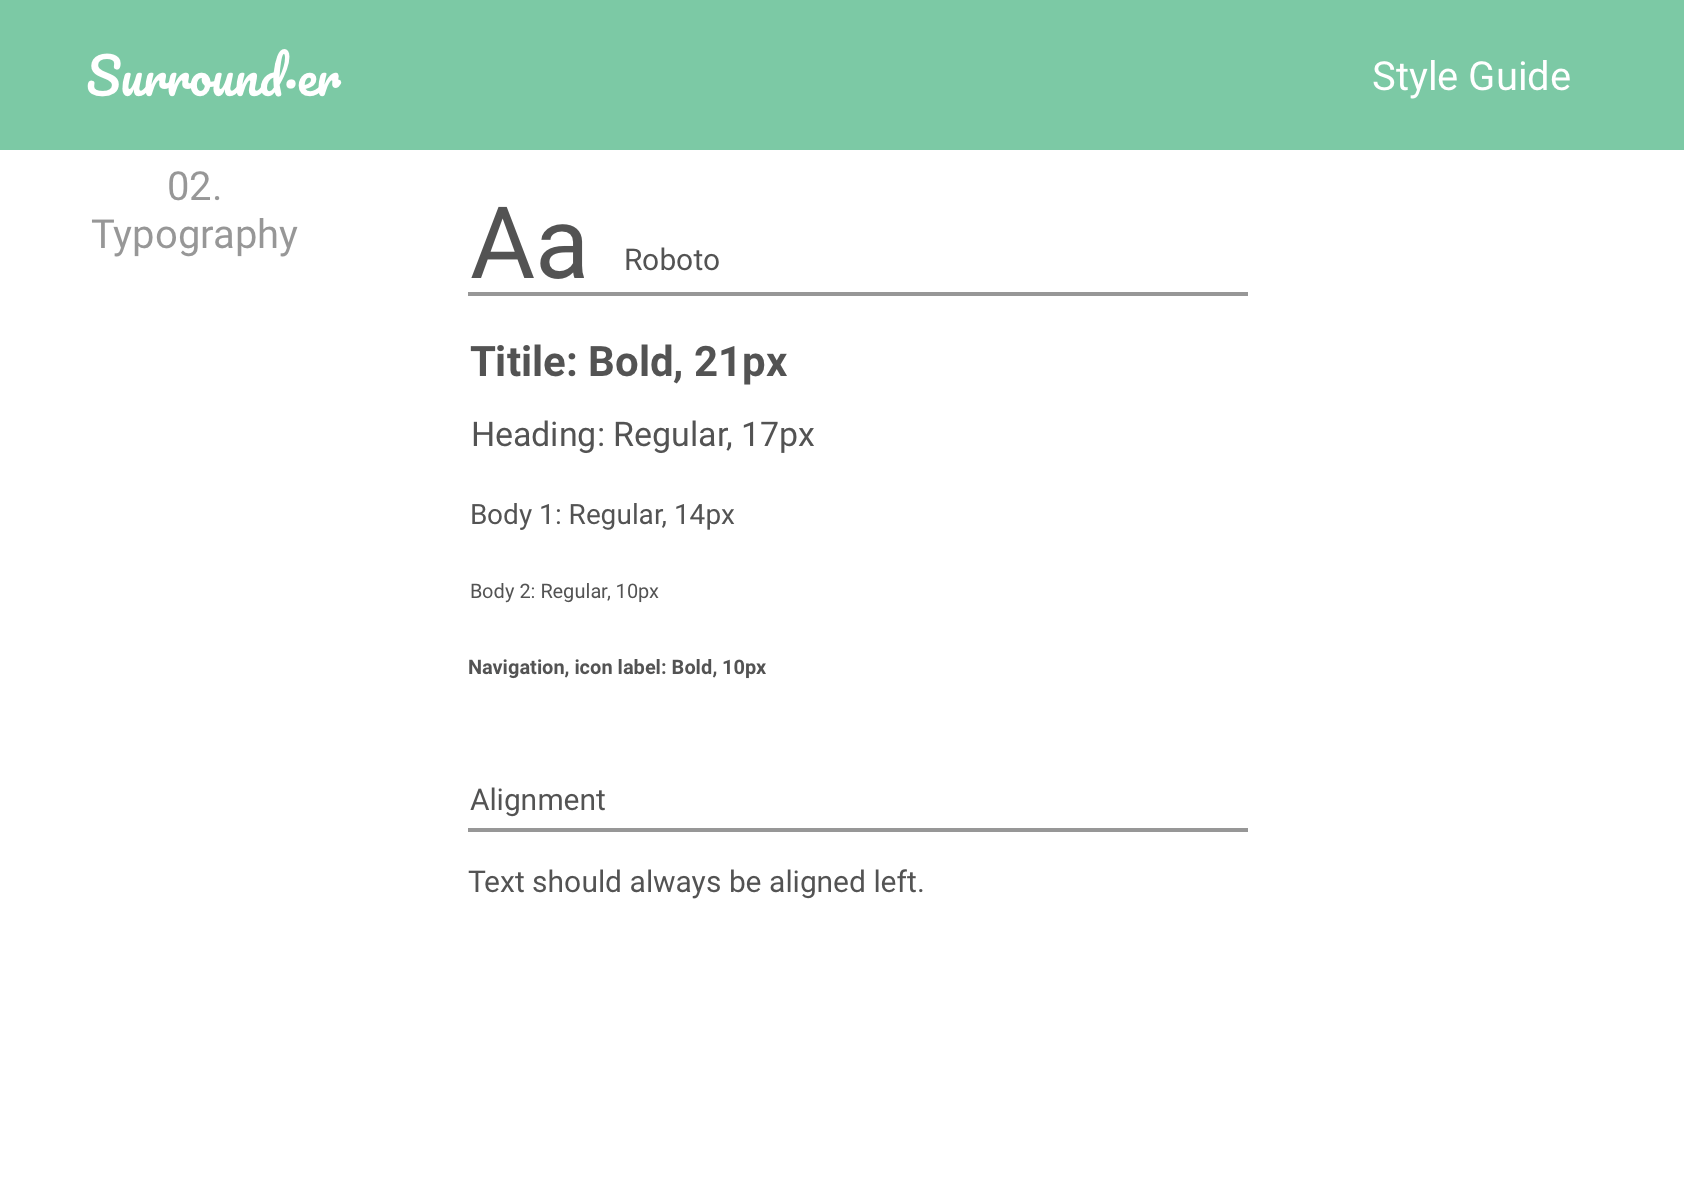 Surround.er
Style Guide
02.
Typography
Aa Roboto
Titile: Bold, 21px
Heading: Regular, 17px
Body 1: Regular, 14px
Body 2: Regular, 10px
Navigation, icon label: Bold, 10px
Alignment
Text should always be aligned left.